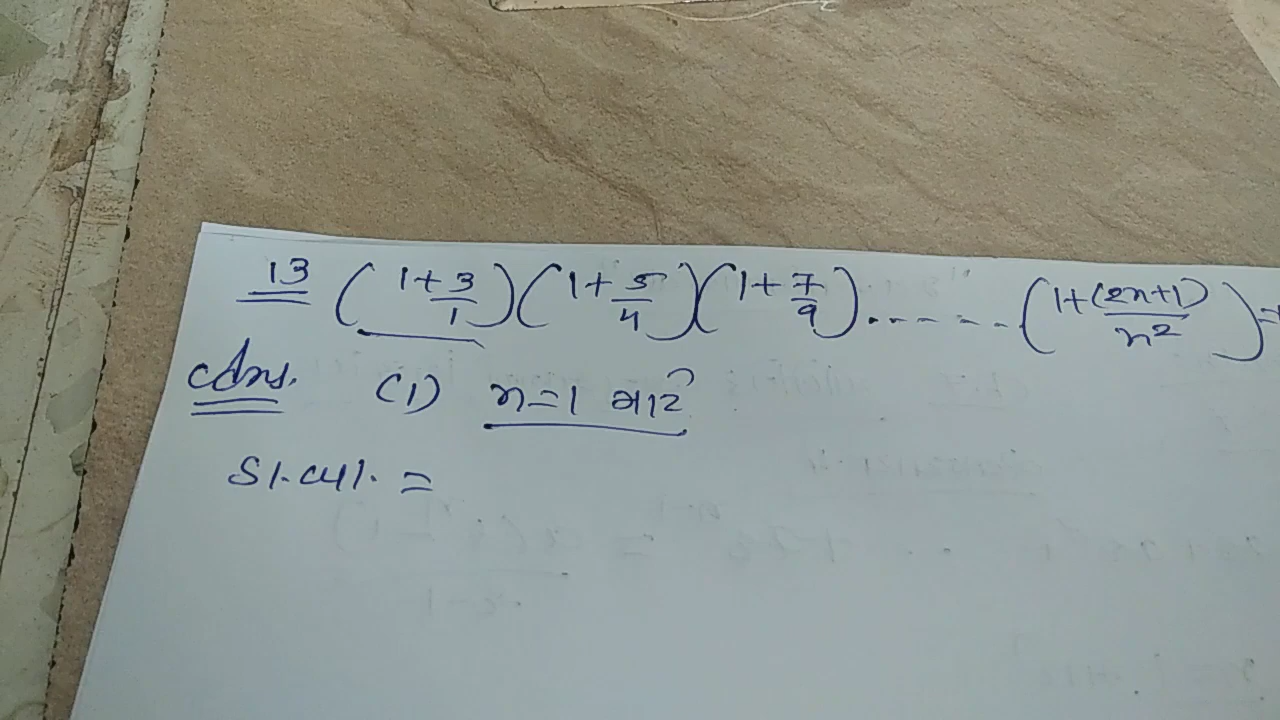 13 (1+3/1)(1+5/4)(1+7/9)......(1+(2n+1)/n²)=
Ans. (1) n=1 માટે
ડા.બા. =